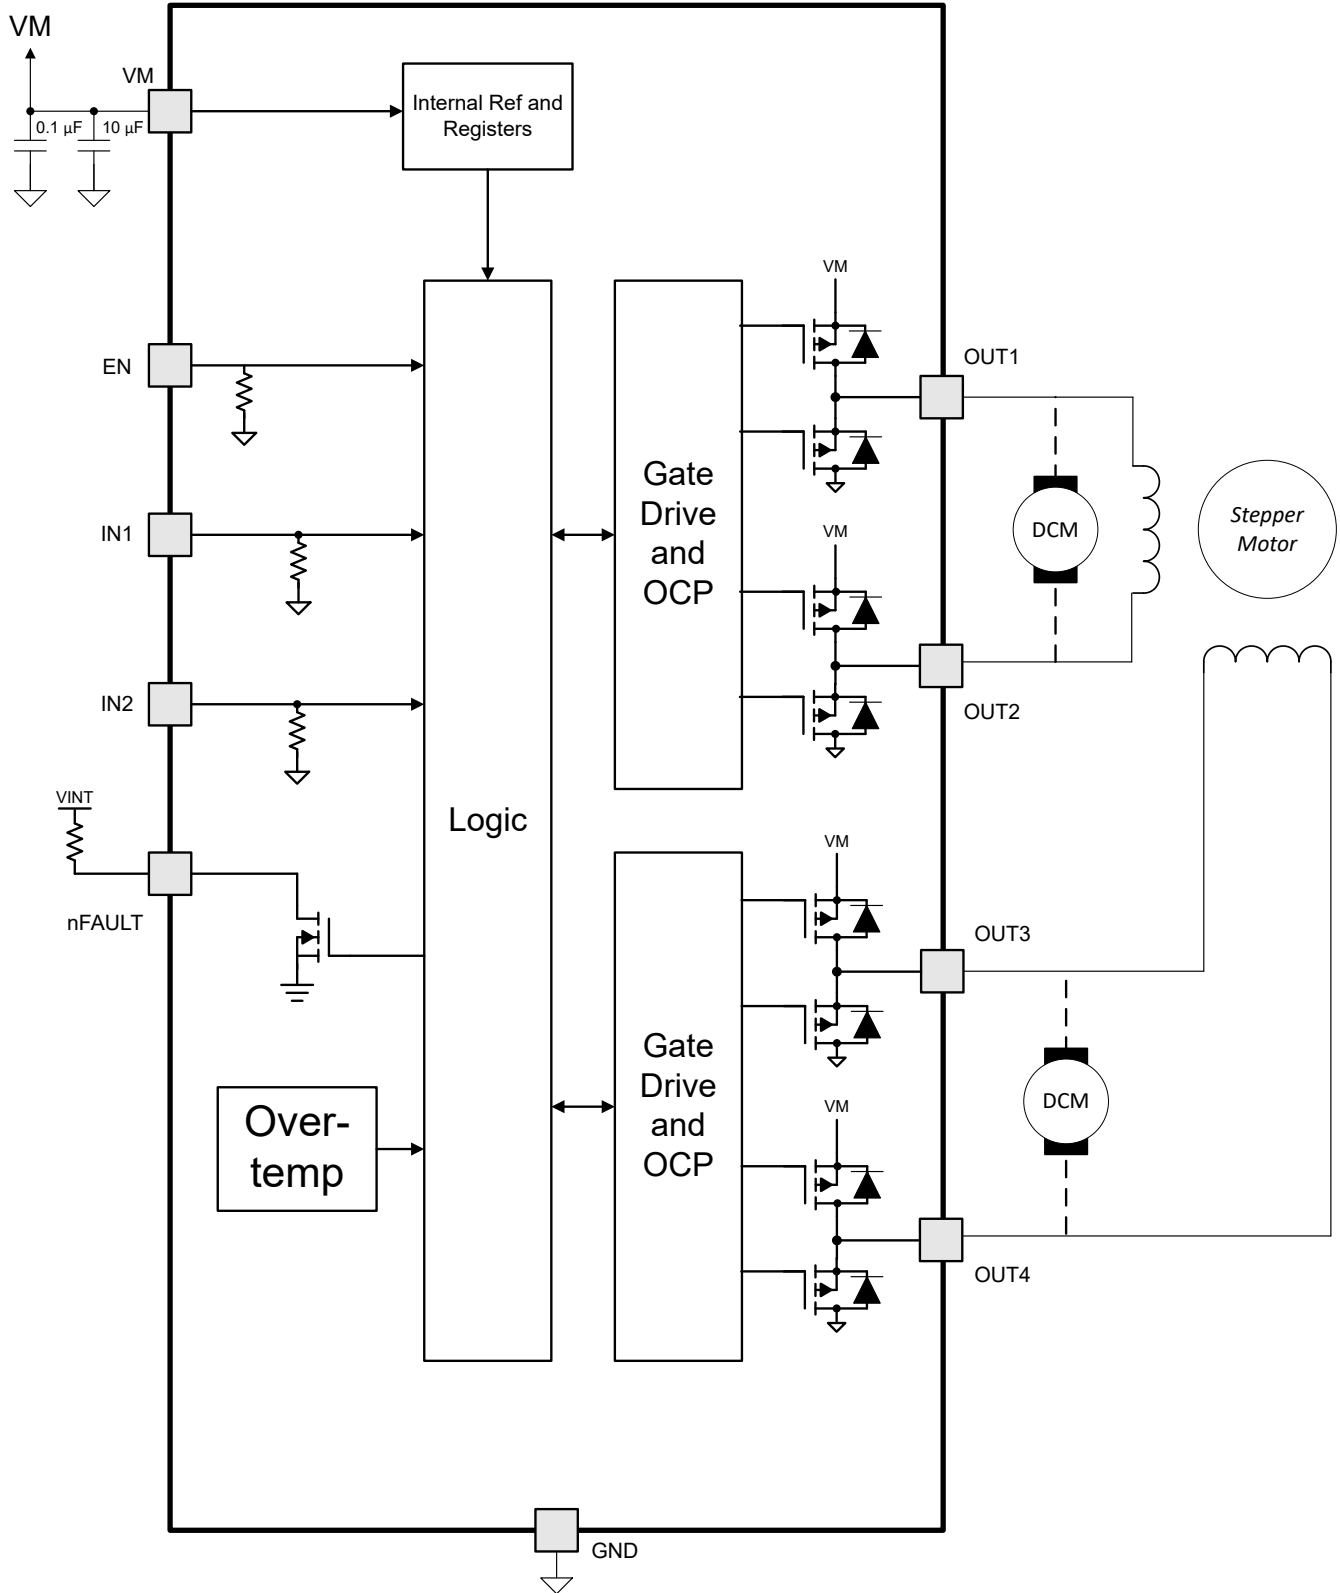 VM
VM
0.1 µF
10 µF
Internal Ref and
Registers
VM
EN
OUT1
Gate
Drive
and
OCP
DCM
Stepper
Motor
IN1
VM
IN2
OUT2
VINT
Logic
VM
nFAULT
OUT3
Gate
Drive
and
OCP
VM
DCM
Over-
temp
OUT4
GND